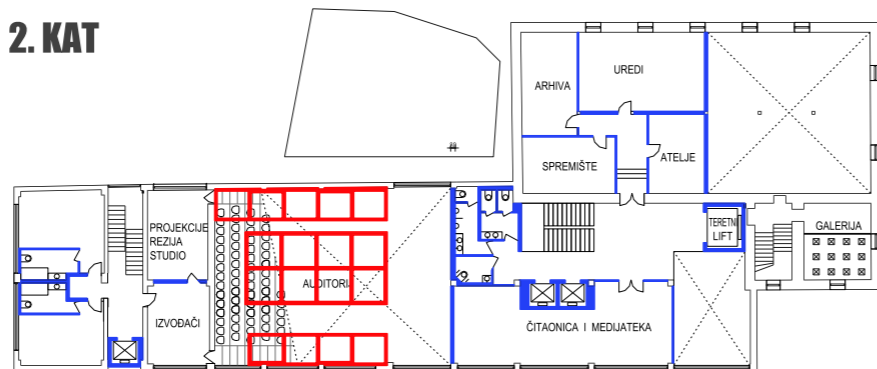 2. KAT
ARHIVA
UREDI
SPREMIŠTE
ATELJE
PROJEKCIJE
REZIJA
STUDIO
TERETNI
LIFT
GALERIJA
AUDITORIJ
IZVOĐAČI
ČITAONICA I MEDIJATEKA